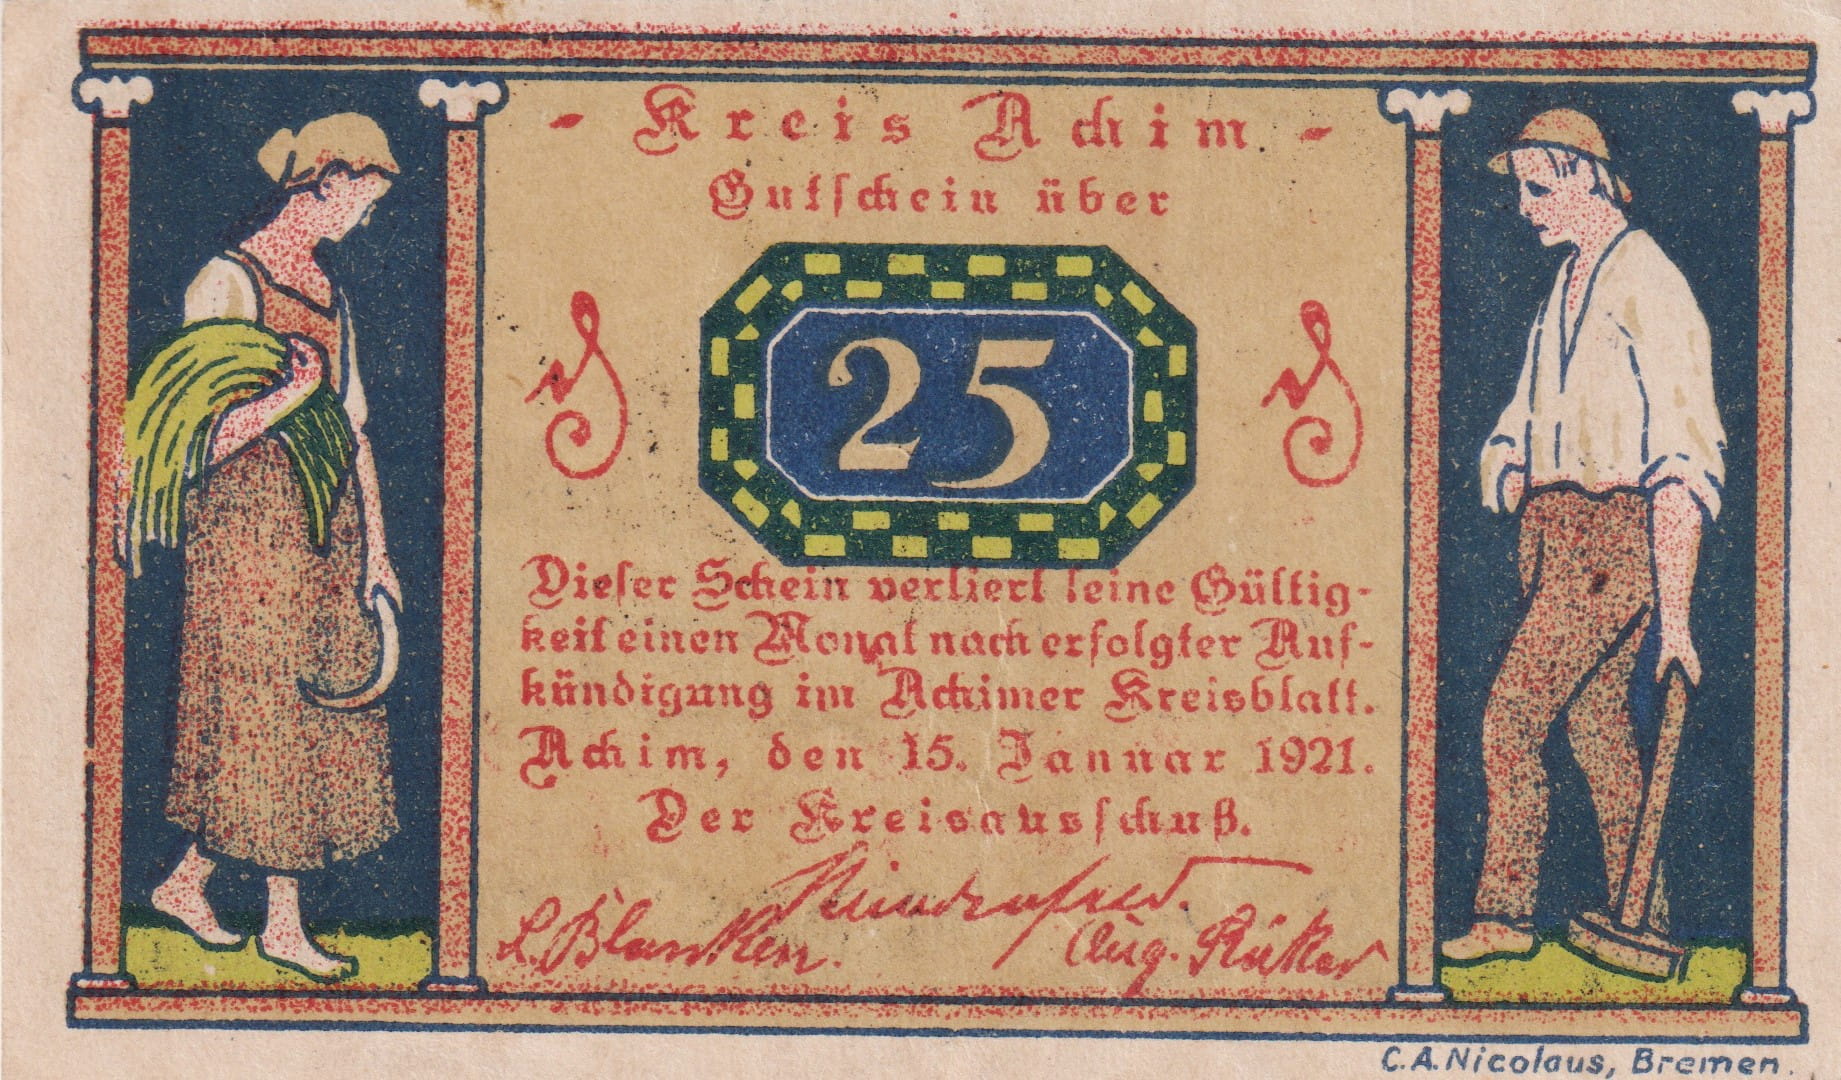 - Kreis Achim -
Gutschein über
25
Dieser Schein verliert seine Gültig-
keit einen Monat nach erfolgter Auf-
kündigung im Achimer Kreisblatt.
Achim, den 15. Januar 1921.
Der Kreisausschuß.
L. Blanken.
Aug. Rüker
C.A. Nicolaus, Bremen.